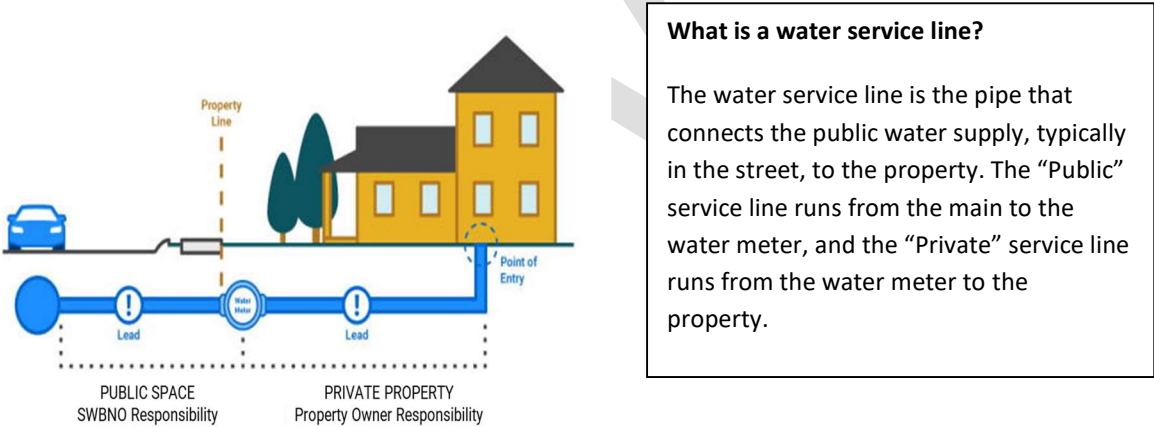 Property
Line
Point of
Entry
!
Water
Meter
!
Lead
Lead
PUBLIC SPACE
SWBNO Responsibility
PRIVATE PROPERTY
Property Owner Responsibility
What is a water service line?
The water service line is the pipe that
connects the public water supply, typically
in the street, to the property. The “Public”
service line runs from the main to the
water meter, and the “Private” service line
runs from the water meter to the
property.